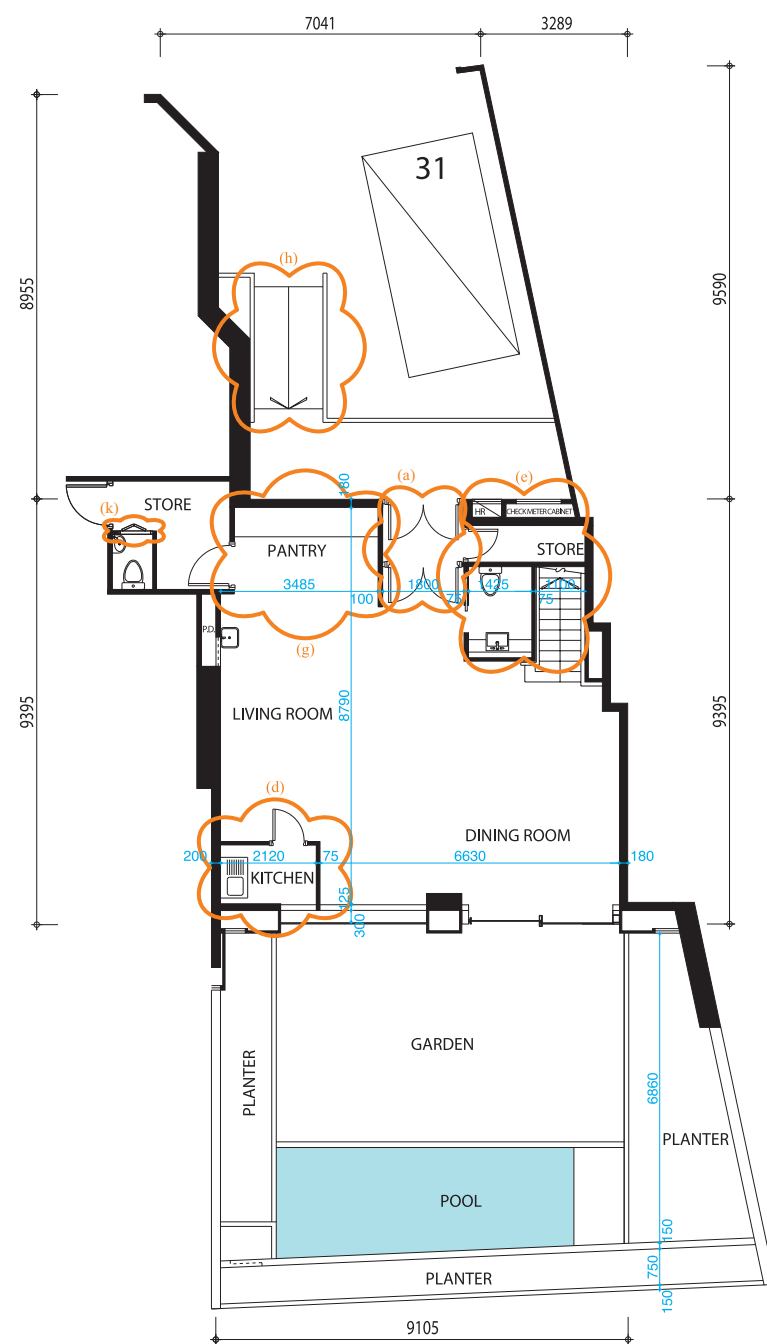 7041
3289
31
(h)
8955
9590
(k)
STORE
180
(a)
(e)
HR
CHECK METER CABINET
PANTRY
STORE
3485
100
1800
75
1425
75
1100
P.D.
(g)
LIVING ROOM
8790
9395
9395
(d)
DINING ROOM
200
2120
75
6630
180
KITCHEN
125
300
GARDEN
PLANTER
6860
PLANTER
POOL
150
PLANTER
750
150
9105